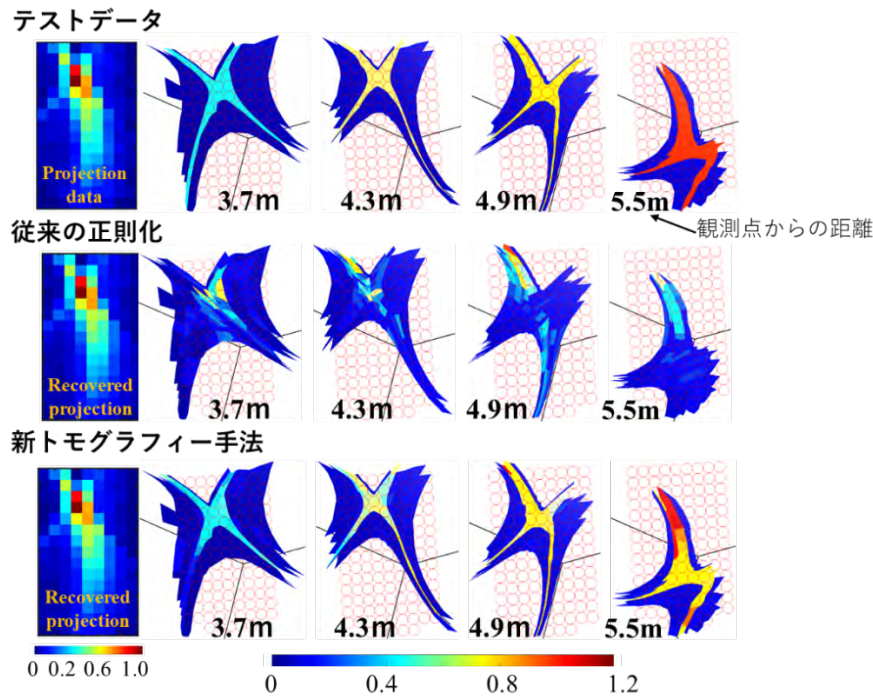 テストデータ
Projection
data
3.7m
4.3m
4.9m
5.5m
観測点からの距離
従来の正則化
Recovered
projection
3.7m
4.3m
4.9m
5.5m
新トモグラフィー手法
Recovered
projection
3.7m
4.3m
4.9m
5.5m
0 0.2 0.6 1.0
0 0.4 0.8 1.2